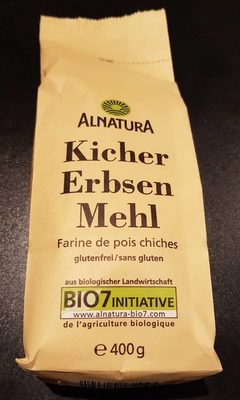 ALNATURA
Kicher
Erbsen
Mehl
Farine de pois chiches
glutenfrei/sans gluten
aus biologischer Landwirtschaft
BIO7INITIATIVE
www.alnatura-bio7.com
de l'agriculture biologique
e 400g